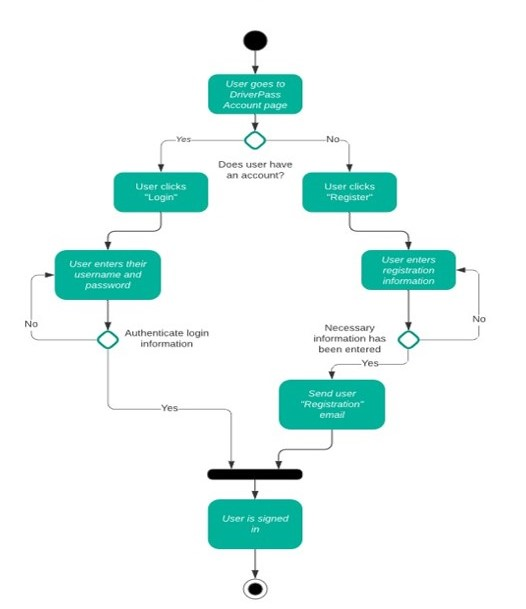 User goes to
DriverPass
Account page
Yes
No
Does user have
an account?
User clicks
"Login"
User clicks
"Register"
User enters their
username and
password
User enters
registration
information
No
Authenticate login
information
Necessary
information has
been entered
No
Yes
Send user
"Registration"
email
Yes
User is signed
in